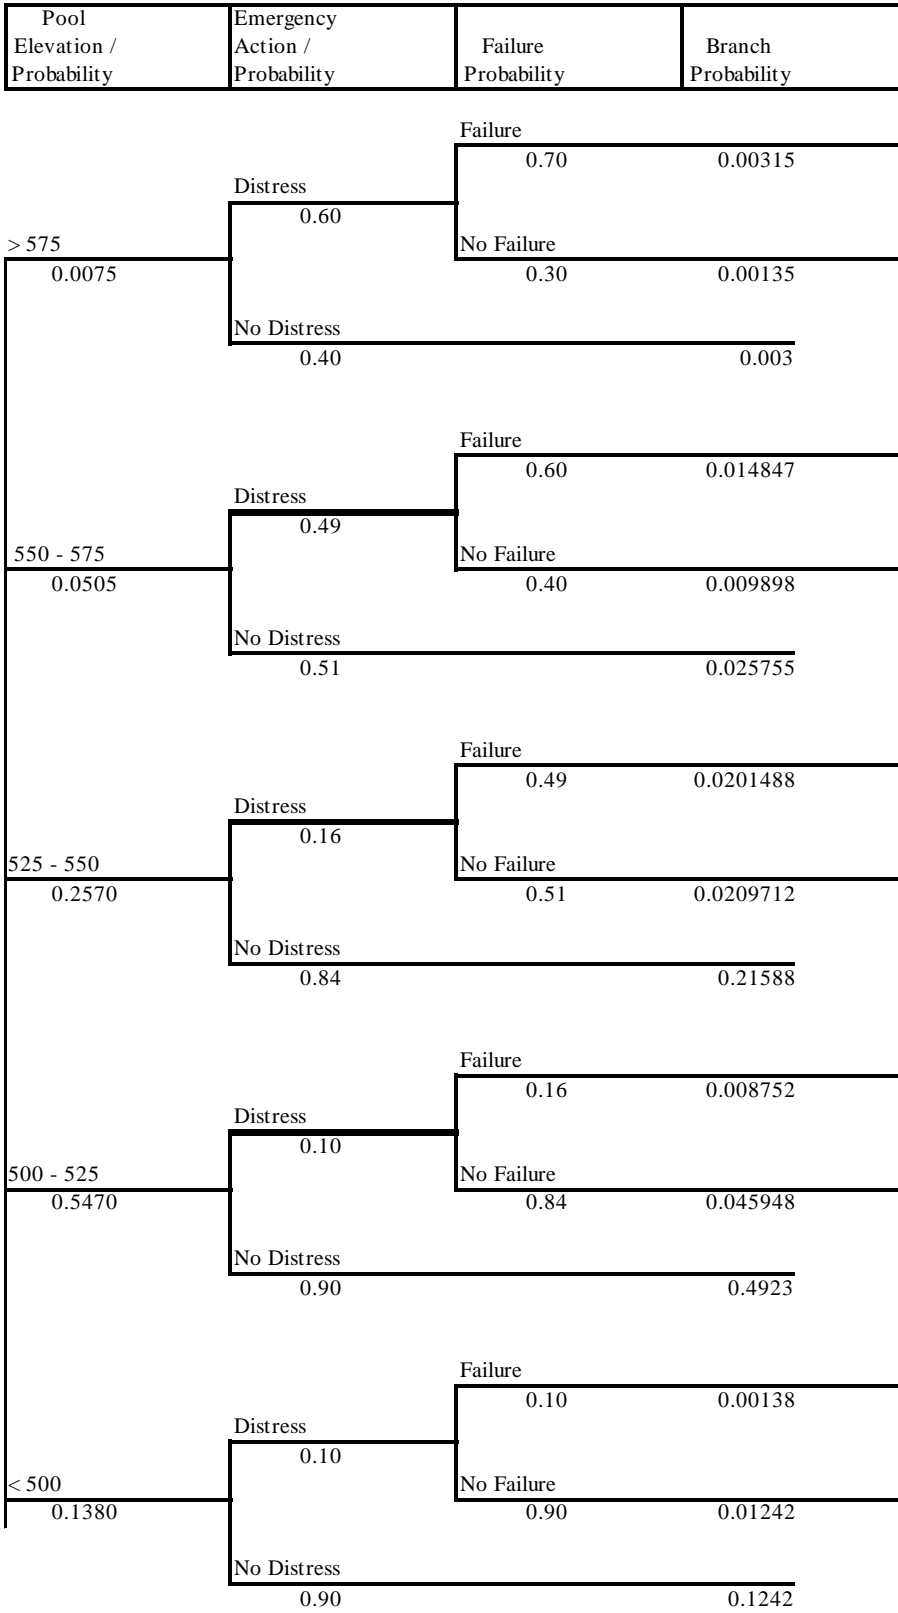 Pool Elevation / Probability
Emergency Action / Probability
Failure Probability
Branch Probability
Failure
0.70 0.00315
Distress
0.60
> 575
No Failure
0.0075
0.30 0.00135
No Distress
0.40 0.003
Failure
0.60 0.014847
Distress
0.49
550 - 575
No Failure
0.0505
0.40 0.009898
No Distress
0.51 0.025755
Failure
0.49 0.0201488
Distress
0.16
525 - 550
No Failure
0.2570
0.51 0.0209712
No Distress
0.84 0.21588
Failure
0.16 0.008752
Distress
0.10
500 - 525
No Failure
0.5470
0.84 0.045948
No Distress
0.90 0.4923
Failure
0.10 0.00138
Distress
0.10
< 500
No Failure
0.1380
0.90 0.01242
No Distress
0.90 0.1242